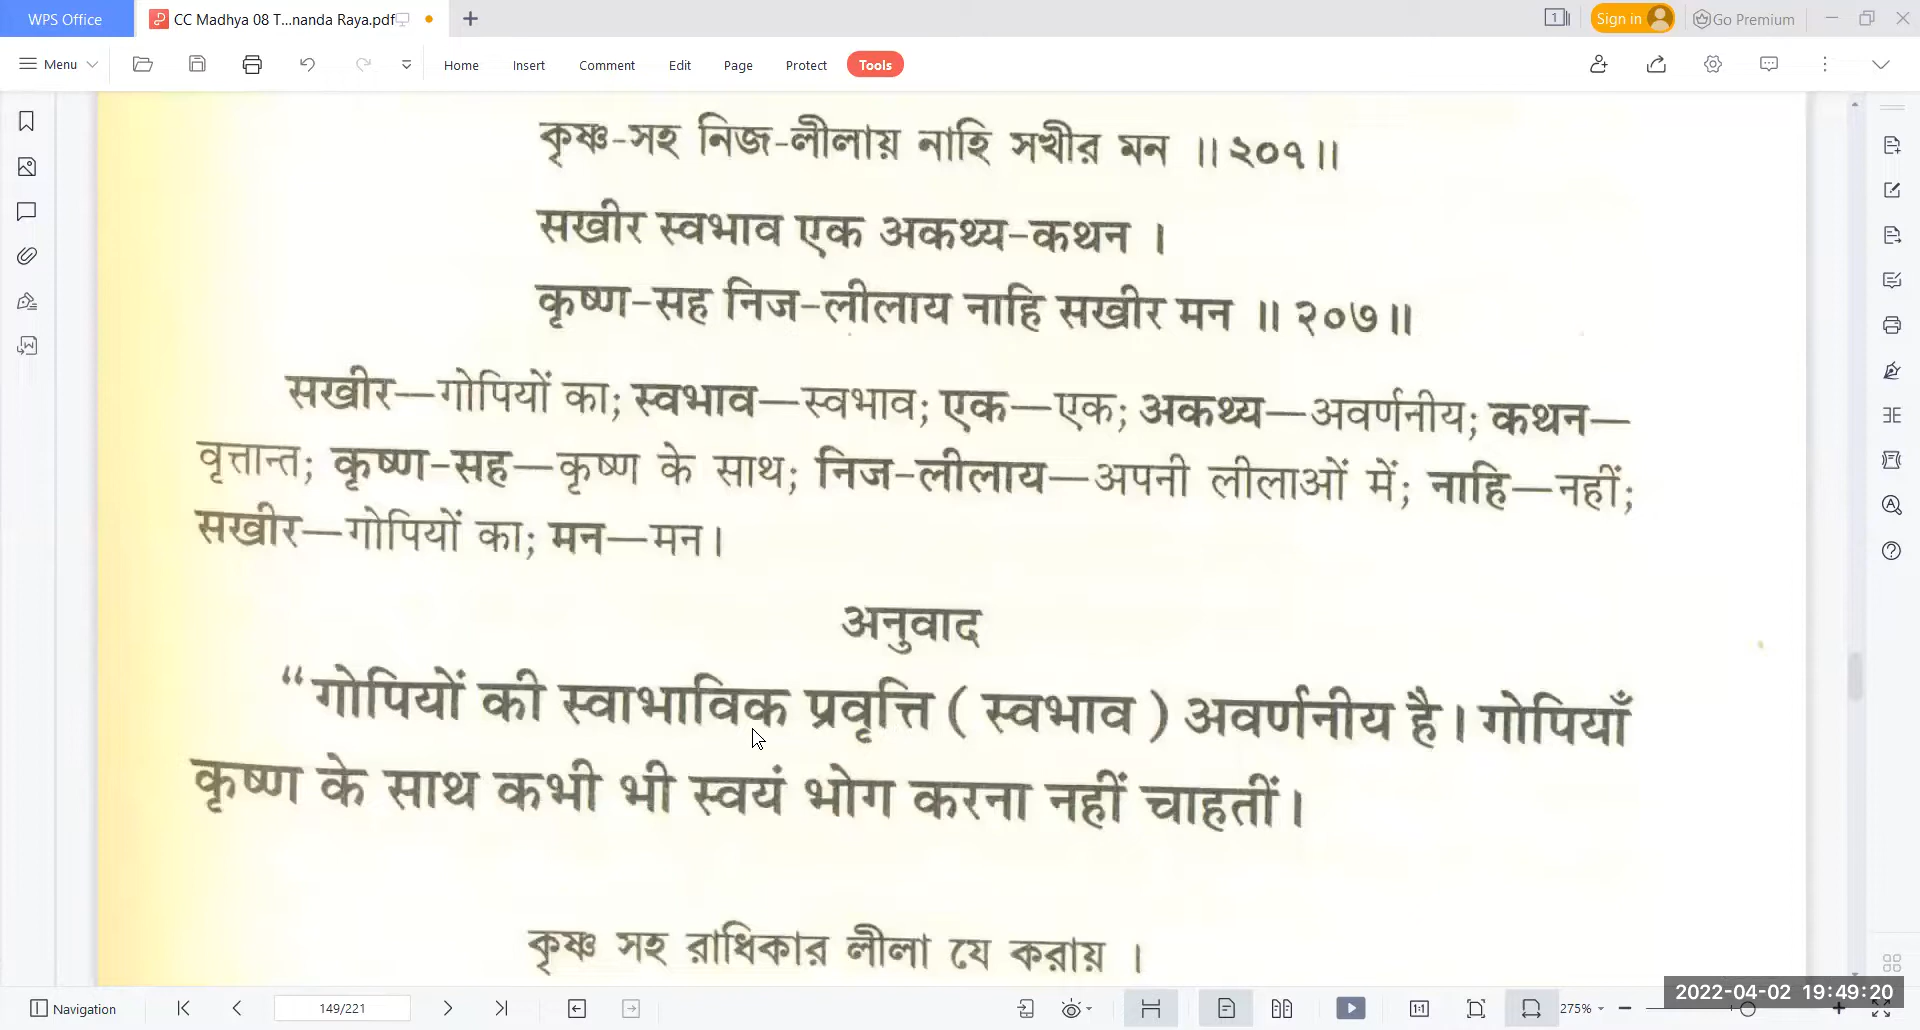 WPS Office
CC Madhya 08 T...nanda Raya.pdf
1
Sign in
Go Premium
Menu
Home
Insert
Comment
Edit
Page
Protect
Tools
কৃষ্ণ-সহ নিজ-লীলায় নাহি সখীর মন ॥ ২০৭॥
सखीर स्वभाव एक अकथ्य-कथन ।
कृष्ण-सह निज-लीलाय नाहि सखीर मन ॥ २०७॥
सखीर—गोपियों का; स्वभाव—स्वभाव; एक—एक; अकथ्य—अवर्णनीय; कथन—
वृत्तान्त; कृष्ण-सह—कृष्ण के साथ; निज-लीलाय—अपनी लीलाओं में; नाहि—नहीं;
सखीर—गोपियों का; मन—मन।
अनुवाद
“गोपियों की स्वाभाविक प्रवृत्ति ( स्वभाव ) अवर्णनीय है। गोपियाँ
कृष्ण के साथ कभी भी स्वयं भोग करना नहीं चाहतीं।
কৃষ্ণ সহ রাধিকার লীলা যে করায় ।
Navigation
149/221
1:1
275%
2022-04-02 19:49:20